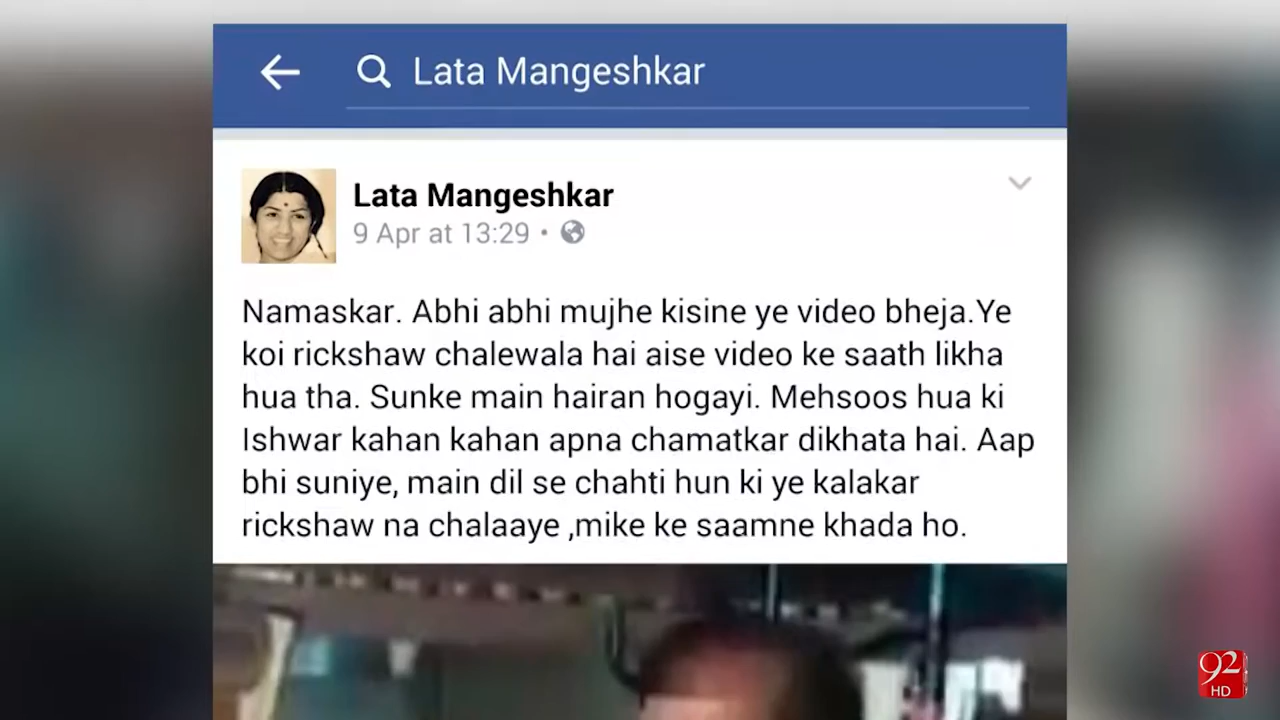 Lata Mangeshkar
Lata Mangeshkar
9 Apr at 13:29 •
Namaskar. Abhi abhi mujhe kisine ye video bheja.Ye
koi rickshaw chalewala hai aise video ke saath likha
hua tha. Sunke main hairan hogayi. Mehsoos hua ki
Ishwar kahan kahan apna chamatkar dikhata hai. Aap
bhi suniye, main dil se chahti hun ki ye kalakar
rickshaw na chalaaye ,mike ke saamne khada ho.
92
HD